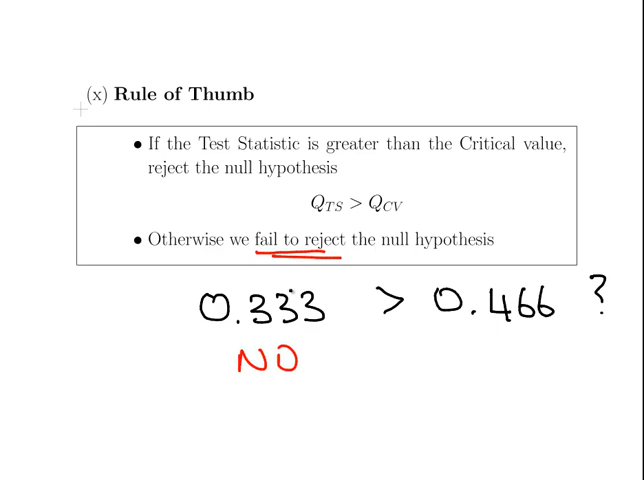 (x) Rule of Thumb
• If the Test Statistic is greater than the Critical value,
reject the null hypothesis
Q_TS > Q_CV
• Otherwise we fail to reject the null hypothesis
0.333 > 0.466 ?
NO